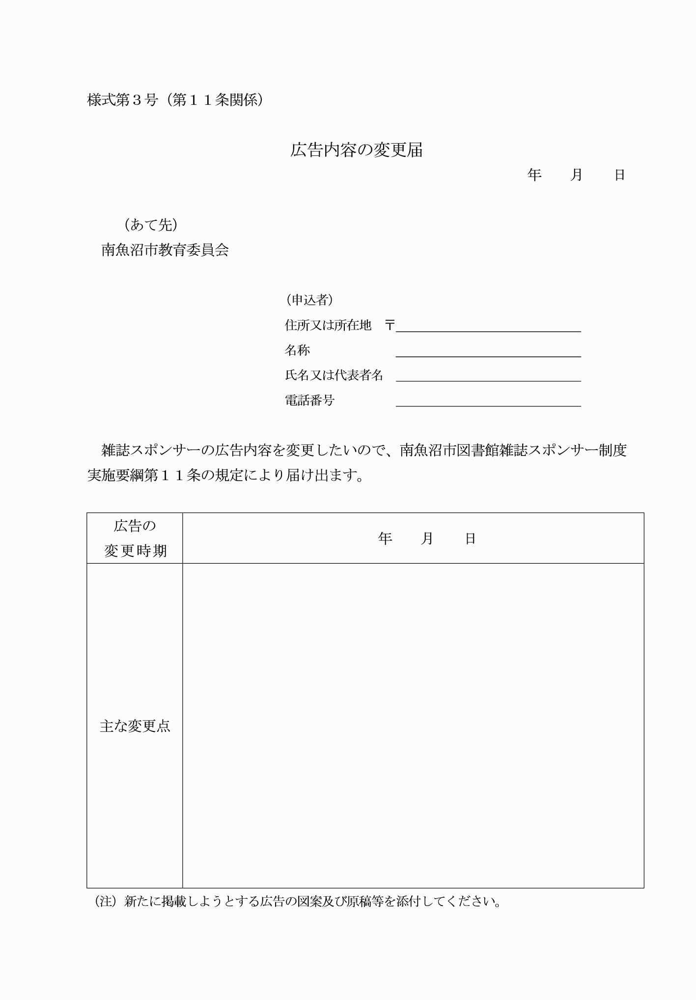 様式第３号（第１１条関係）
広告内容の変更届
年　　月　　日
（あて先）
南魚沼市教育委員会
（申込者）
住所又は所在地　〒
名称
氏名又は代表者名
電話番号
雑誌スポンサーの広告内容を変更したいので、南魚沼市図書館雑誌スポンサー制度
実施要綱第１１条の規定により届け出ます。
広告の
変更時期
年　　月　　日
主な変更点
（注）新たに掲載しようとする広告の図案及び原稿等を添付してください。